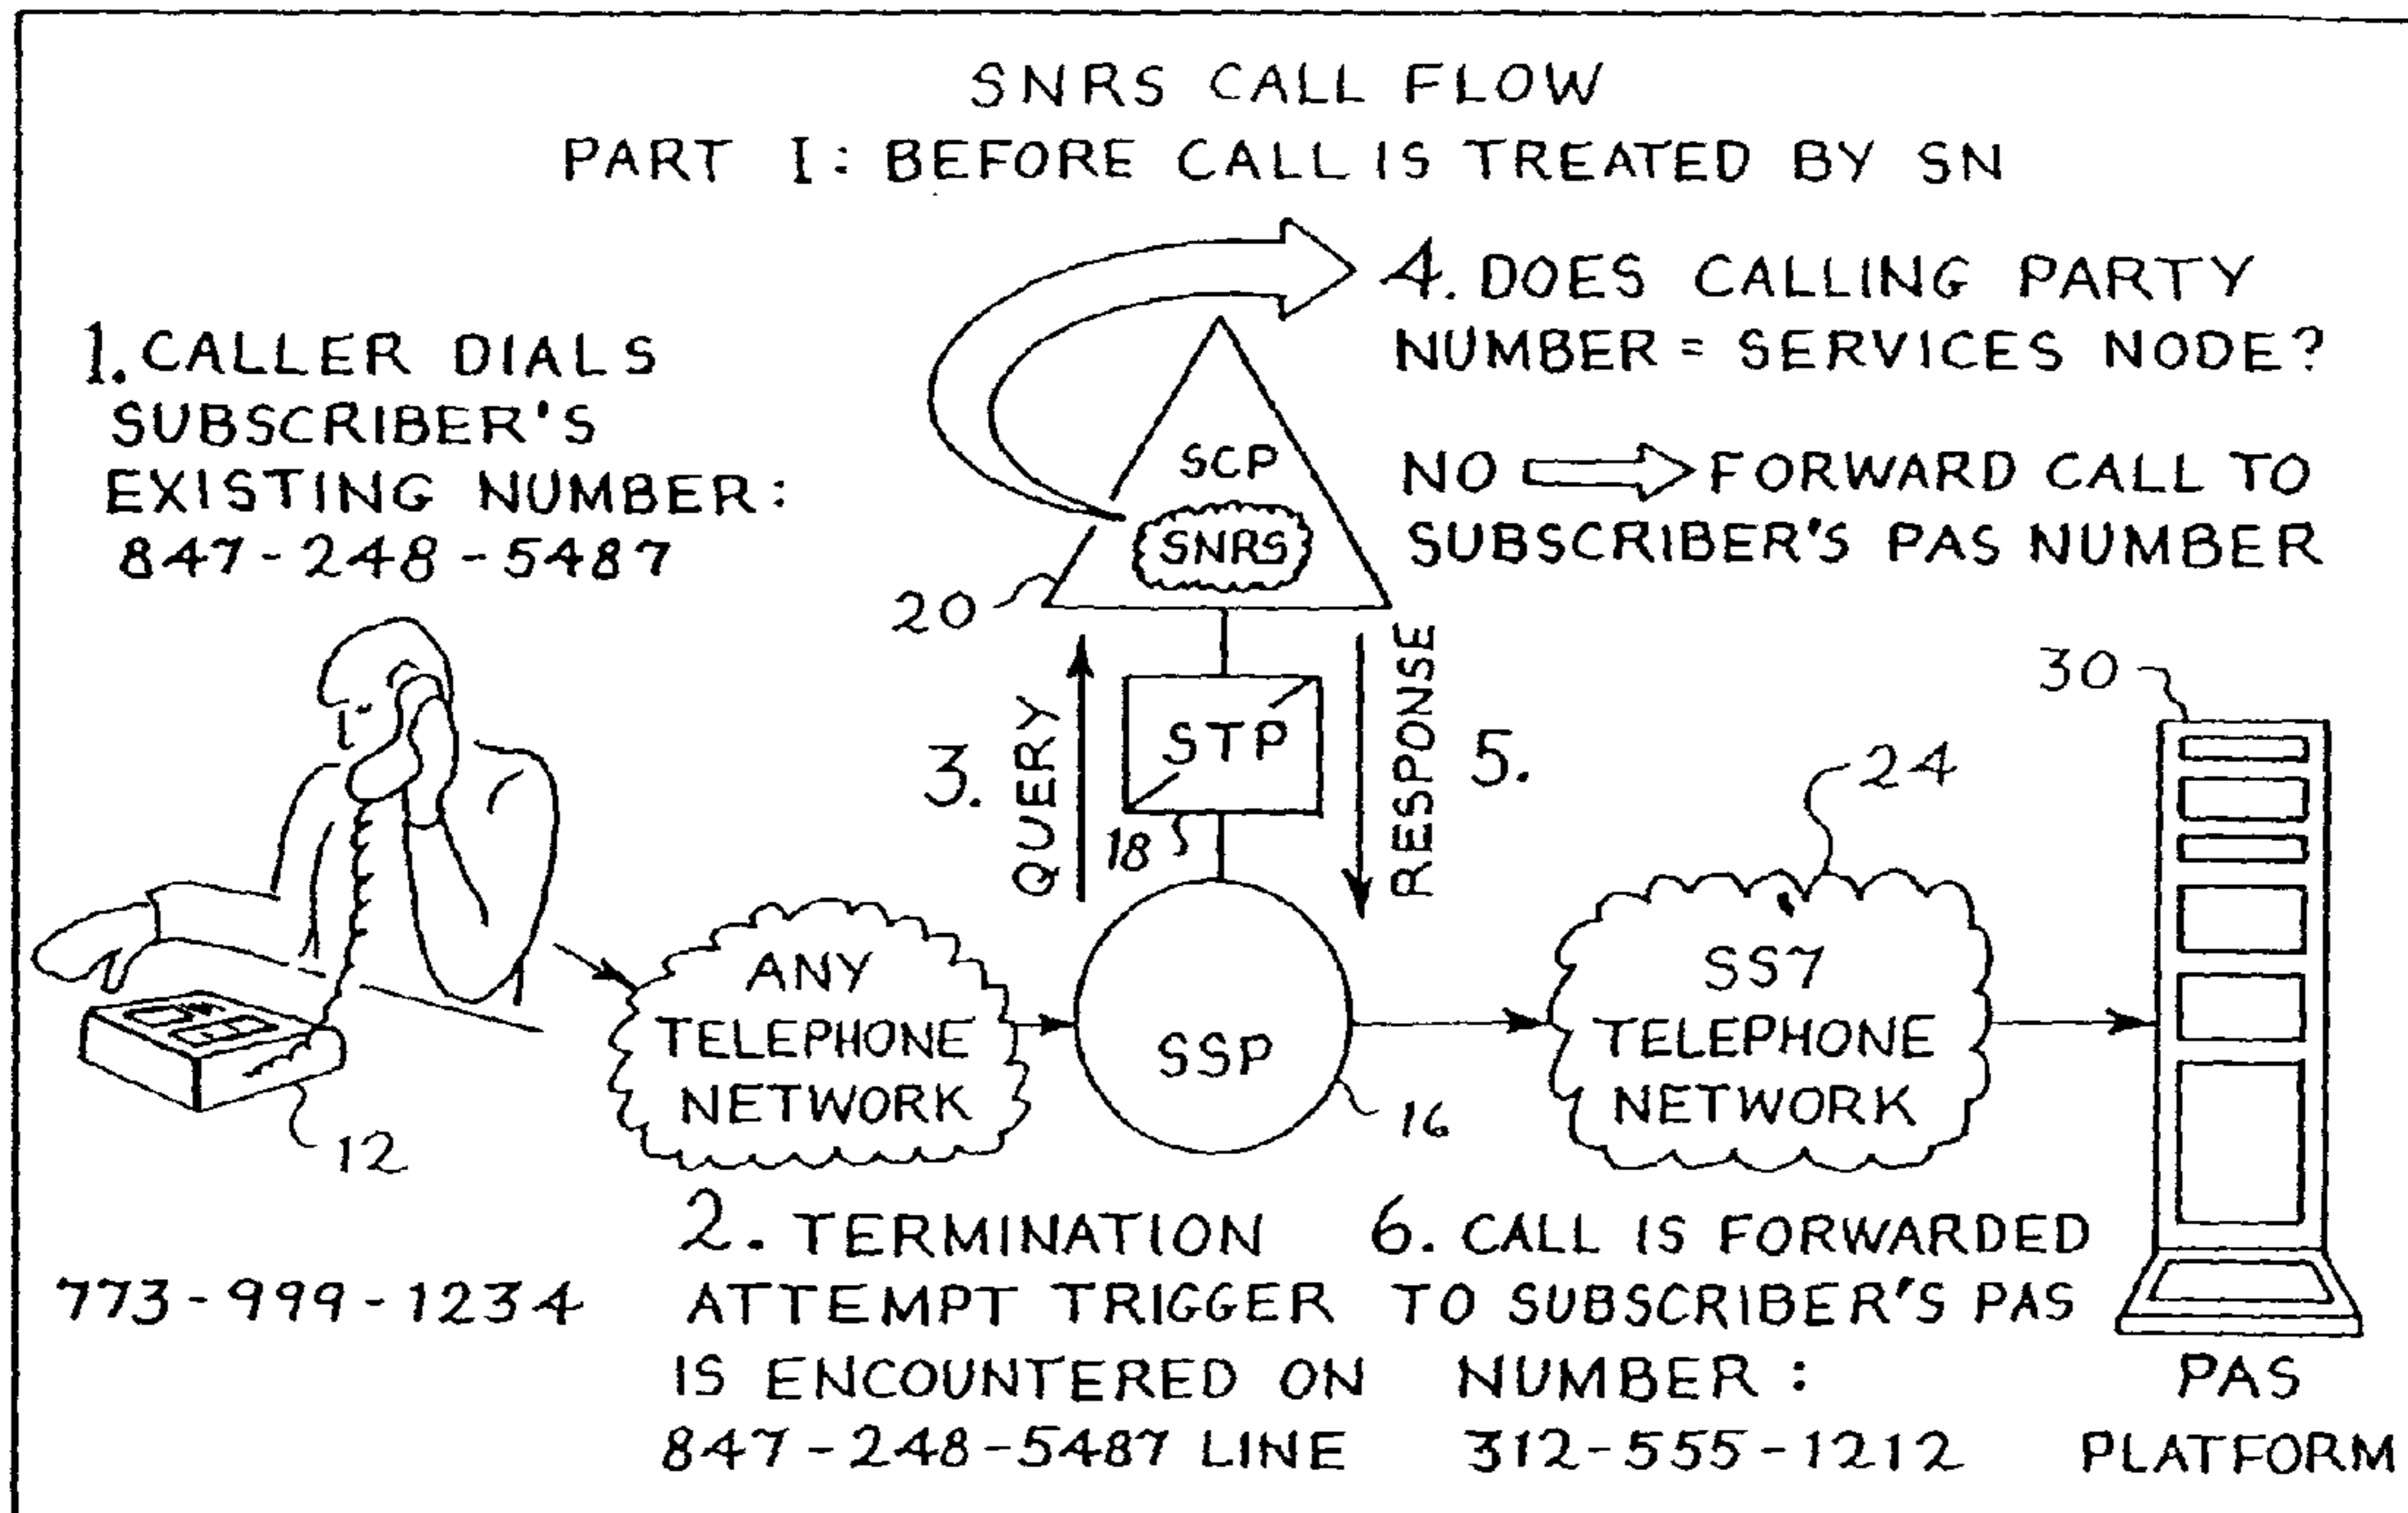 SNRS CALL FLOW
PART I: BEFORE CALL IS TREATED BY SN
1. CALLER DIALS
SUBSCRIBER'S
EXISTING NUMBER:
847-248-5487
4. DOES CALLING PARTY
NUMBER = SERVICES NODE?
NO FORWARD CALL TO
SUBSCRIBER'S PAS NUMBER
SCP
SNRS
20
3. QUERY
STP
18
RESPONSE 5.
30
24
ANY
TELEPHONE
NETWORK
SSP
16
SS7
TELEPHONE
NETWORK
12
773-999-1234
2. TERMINATION
ATTEMPT TRIGGER
IS ENCOUNTERED ON
847-248-5487 LINE
6. CALL IS FORWARDED
TO SUBSCRIBER'S PAS
NUMBER:
312-555-1212
PAS
PLATFORM